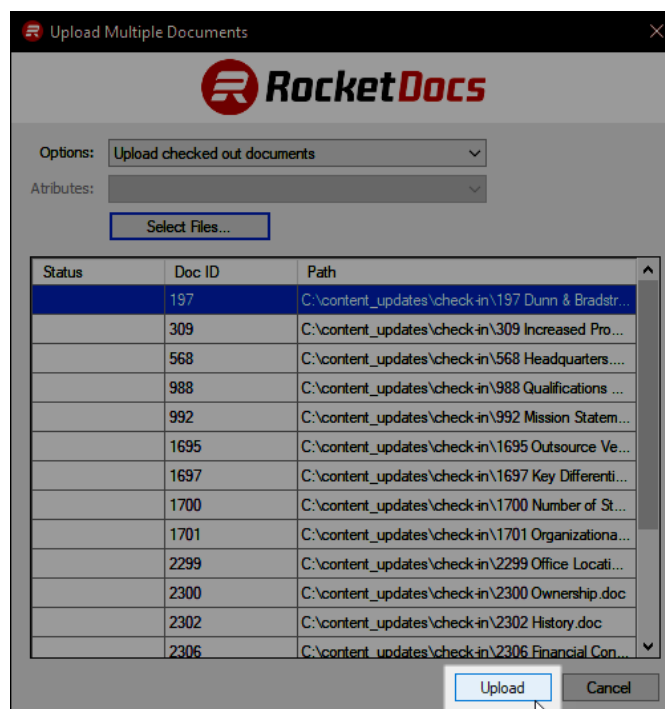 Upload Multiple Documents
RocketDocs
Options: Upload checked out documents
Atributes:
Select Files...
Status Doc ID Path
197 C:\content_updates\check-in\197 Dunn & Bradstr...
309 C:\content_updates\check-in\309 Increased Pro...
568 C:\content_updates\check-in\568 Headquarters....
988 C:\content_updates\check-in\988 Qualifications ...
992 C:\content_updates\check-in\992 Mission Statem...
1695 C:\content_updates\check-in\1695 Outsource Ve...
1697 C:\content_updates\check-in\1697 Key Differenti...
1700 C:\content_updates\check-in\1700 Number of St...
1701 C:\content_updates\check-in\1701 Organizationa...
2299 C:\content_updates\check-in\2299 Office Locati...
2300 C:\content_updates\check-in\2300 Ownership.doc
2302 C:\content_updates\check-in\2302 History.doc
2306 C:\content_updates\check-in\2306 Financial Con...
Upload Cancel